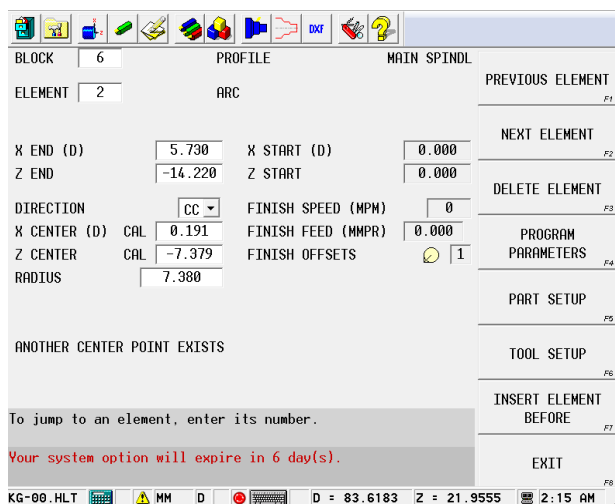 DXF
BLOCK 6 PROFILE MAIN SPINDL
ELEMENT 2 ARC
X END (D) 5.730 X START (D) 0.000
Z END -14.220 Z START 0.000
DIRECTION CC FINISH SPEED (MPM) 0
X CENTER (D) CAL 0.191 FINISH FEED (MMPR) 0.000
Z CENTER CAL -7.379 FINISH OFFSETS 1
RADIUS 7.380
ANOTHER CENTER POINT EXISTS
To jump to an element, enter its number.
Your system option will expire in 6 day(s).
PREVIOUS ELEMENT
F1
NEXT ELEMENT
F2
DELETE ELEMENT
F3
PROGRAM
PARAMETERS
F4
PART SETUP
F5
TOOL SETUP
F6
INSERT ELEMENT
BEFORE
F7
EXIT
F8
KG-00.HLT MM D D = 83.6183 Z = 21.9555 2:15 AM